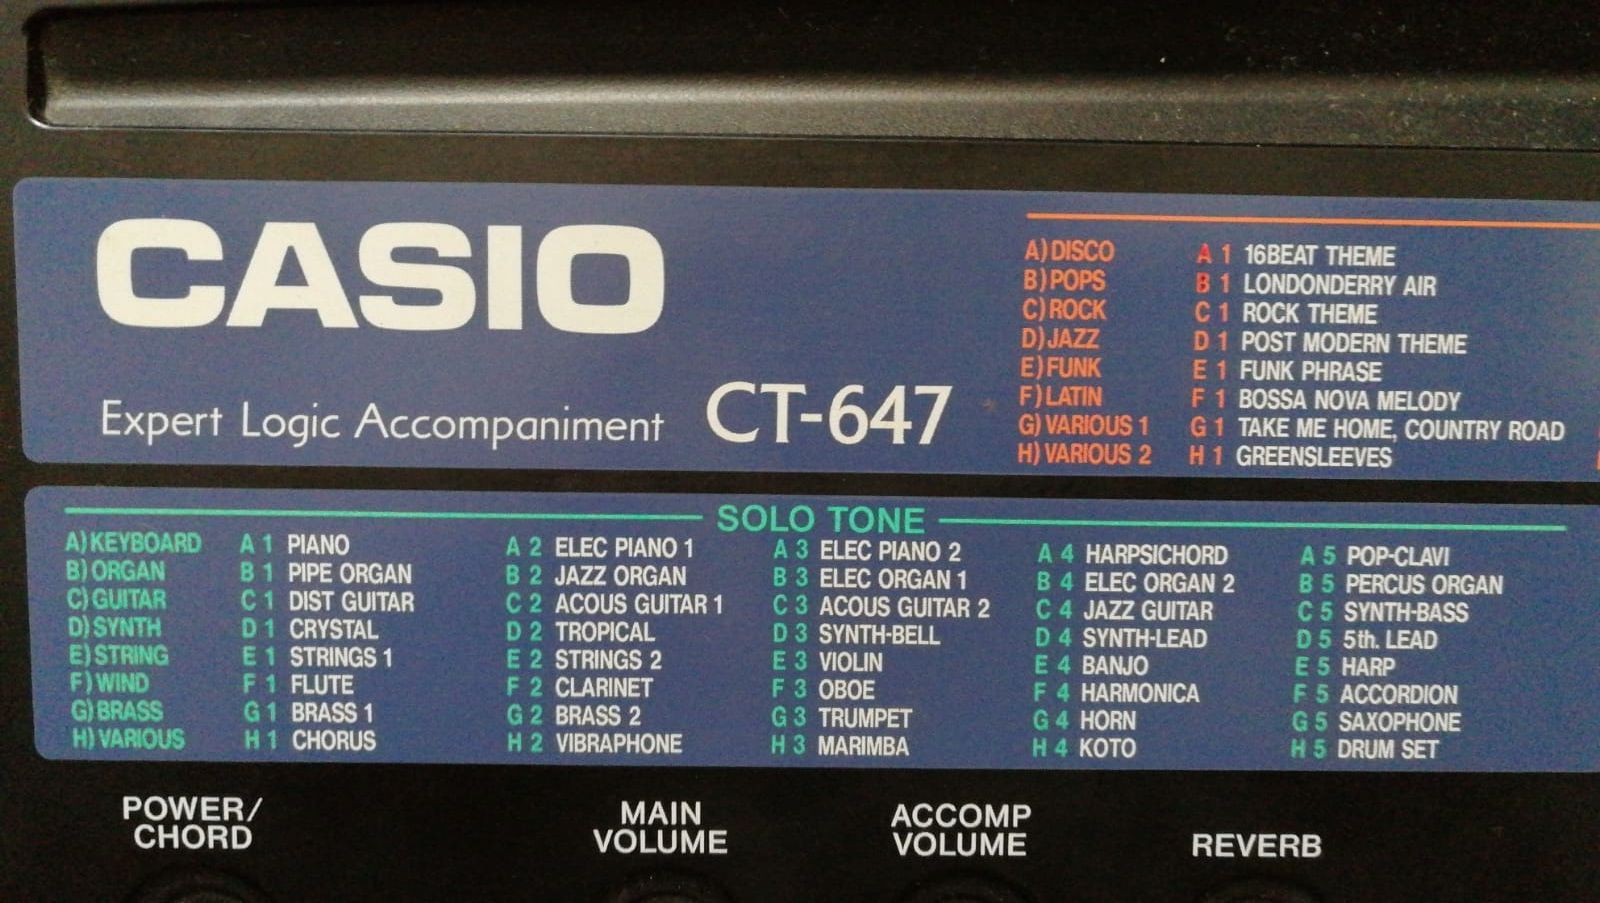 CASIO
Expert Logic Accompaniment CT-647
A) DISCO A 1 16BEAT THEME
B) POPS B 1 LONDONDERRY AIR
C) ROCK C 1 ROCK THEME
D) JAZZ D 1 POST MODERN THEME
E) FUNK E 1 FUNK PHRASE
F) LATIN F 1 BOSSA NOVA MELODY
G) VARIOUS 1 G 1 TAKE ME HOME, COUNTRY ROAD
H) VARIOUS 2 H 1 GREENSLEEVES
SOLO TONE
A) KEYBOARD A 1 PIANO A 2 ELEC PIANO 1 A 3 ELEC PIANO 2 A 4 HARPSICHORD A 5 POP-CLAVI
B) ORGAN B 1 PIPE ORGAN B 2 JAZZ ORGAN B 3 ELEC ORGAN 1 B 4 ELEC ORGAN 2 B 5 PERCUS ORGAN
C) GUITAR C 1 DIST GUITAR C 2 ACOUS GUITAR 1 C 3 ACOUS GUITAR 2 C 4 JAZZ GUITAR C 5 SYNTH-BASS
D) SYNTH D 1 CRYSTAL D 2 TROPICAL D 3 SYNTH-BELL D 4 SYNTH-LEAD D 5 5th. LEAD
E) STRING E 1 STRINGS 1 E 2 STRINGS 2 E 3 VIOLIN E 4 BANJO E 5 HARP
F) WIND F 1 FLUTE F 2 CLARINET F 3 OBOE F 4 HARMONICA F 5 ACCORDION
G) BRASS G 1 BRASS 1 G 2 BRASS 2 G 3 TRUMPET G 4 HORN G 5 SAXOPHONE
H) VARIOUS H 1 CHORUS H 2 VIBRAPHONE H 3 MARIMBA H 4 KOTO H 5 DRUM SET
POWER/
CHORD
MAIN
VOLUME
ACCOMP
VOLUME
REVERB